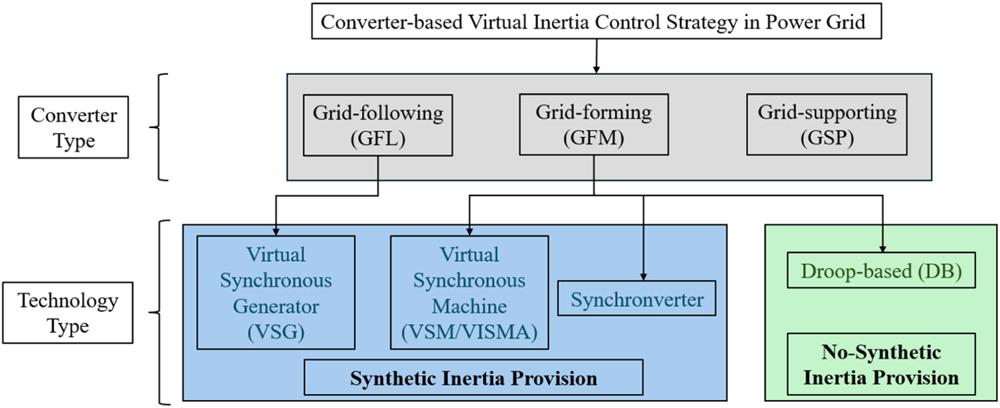 Converter-based Virtual Inertia Control Strategy in Power Grid
Converter
Type
Grid-following
(GFL)
Grid-forming
(GFM)
Grid-supporting
(GSP)
Technology
Type
Virtual
Synchronous
Generator
(VSG)
Virtual
Synchronous
Machine
(VSM/VISMA)
Synchronverter
Synthetic Inertia Provision
Droop-based (DB)
No-Synthetic
Inertia Provision